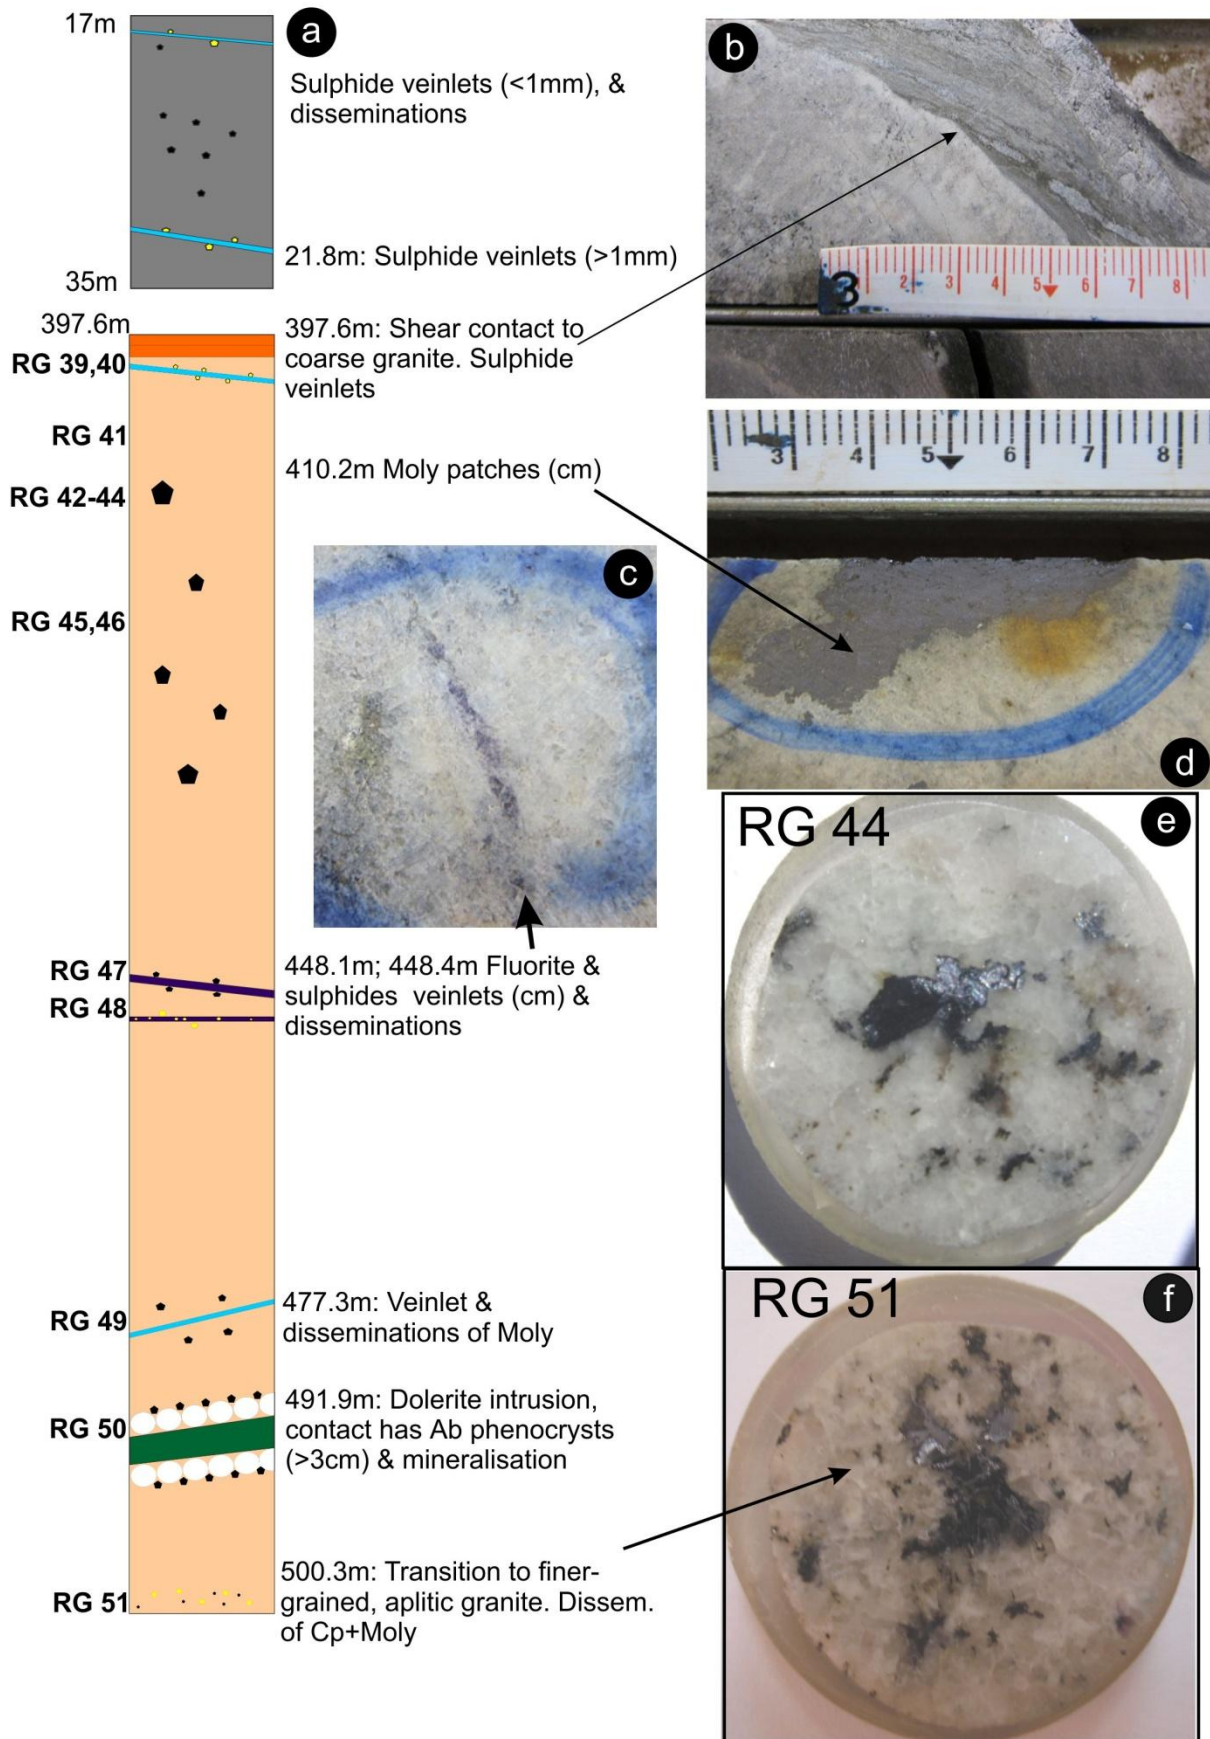 17m
a
Sulphide veinlets (<1mm), &
disseminations
21.8m: Sulphide veinlets (>1mm)
35m
397.6m
397.6m: Shear contact to
coarse granite. Sulphide
veinlets
RG 39,40
RG 41
410.2m Moly patches (cm)
RG 42-44
RG 45,46
RG 47
448.1m; 448.4m Fluorite &
sulphides veinlets (cm) &
disseminations
RG 48
477.3m: Veinlet &
disseminations of Moly
RG 49
491.9m: Dolerite intrusion,
contact has Ab phenocrysts
(>3cm) & mineralisation
RG 50
500.3m: Transition to finer-
grained, aplitic granite. Dissem.
of Cp+Moly
RG 51
b
3 2 3 4 5 6 7 8
c
3 4 5 6 7 8
d
RG 44
e
RG 51
f